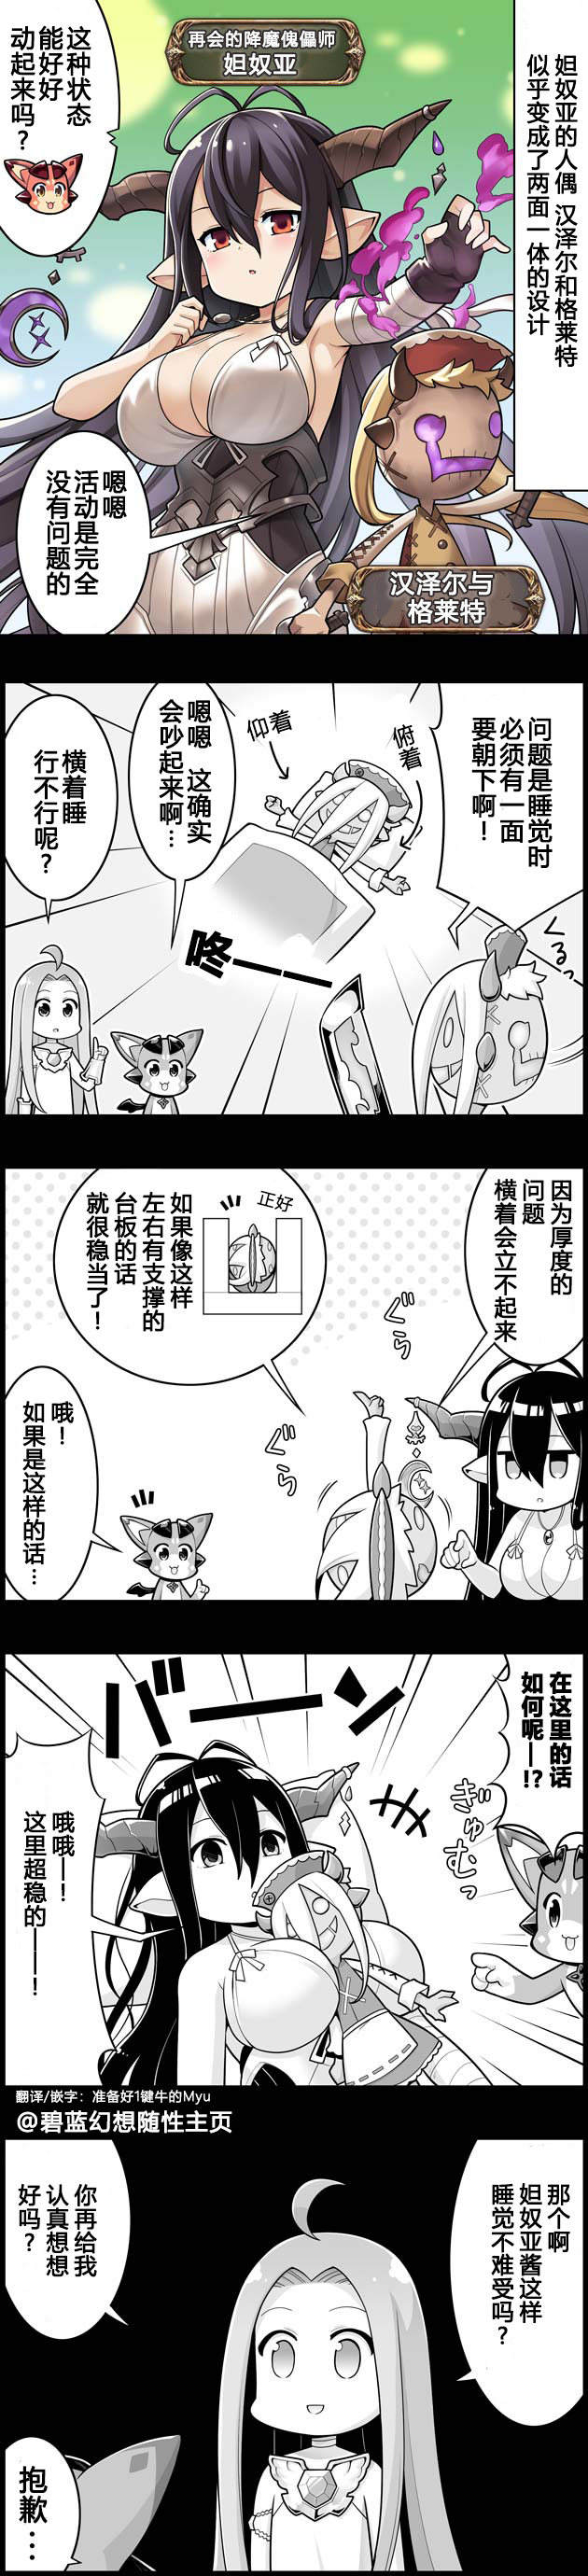 再会的降魔傀儡师
妲奴亚
妲奴亚的人偶 汉泽尔和格莱特
似乎变成了两面一体的设计
这种状态
能好好
动起来吗？
嗯嗯
活动是完全
没有问题的
汉泽尔与
格莱特
问题是睡觉时
必须有一面
要朝下啊！
俯着
仰着
嗯嗯 这确实
会吵起来啊…
横着睡
行不行呢？
くるっ
咚———
因为厚度的
问题
横着会立不起来
正好
如果像这样
左右有支撑的
台板的话
就很稳当了！
ぐら
ぐら
哦！
如果是这样的话…
在这里的话
如何呢—!?
バーン
ぎゅむっ
哦哦—！
这里超稳的——！
翻译/嵌字：准备好1键牛的Myu
@碧蓝幻想随性主页
那个啊
妲奴亚酱这样
睡觉不难受吗？
你再给我
认真想想
好吗？
抱歉…